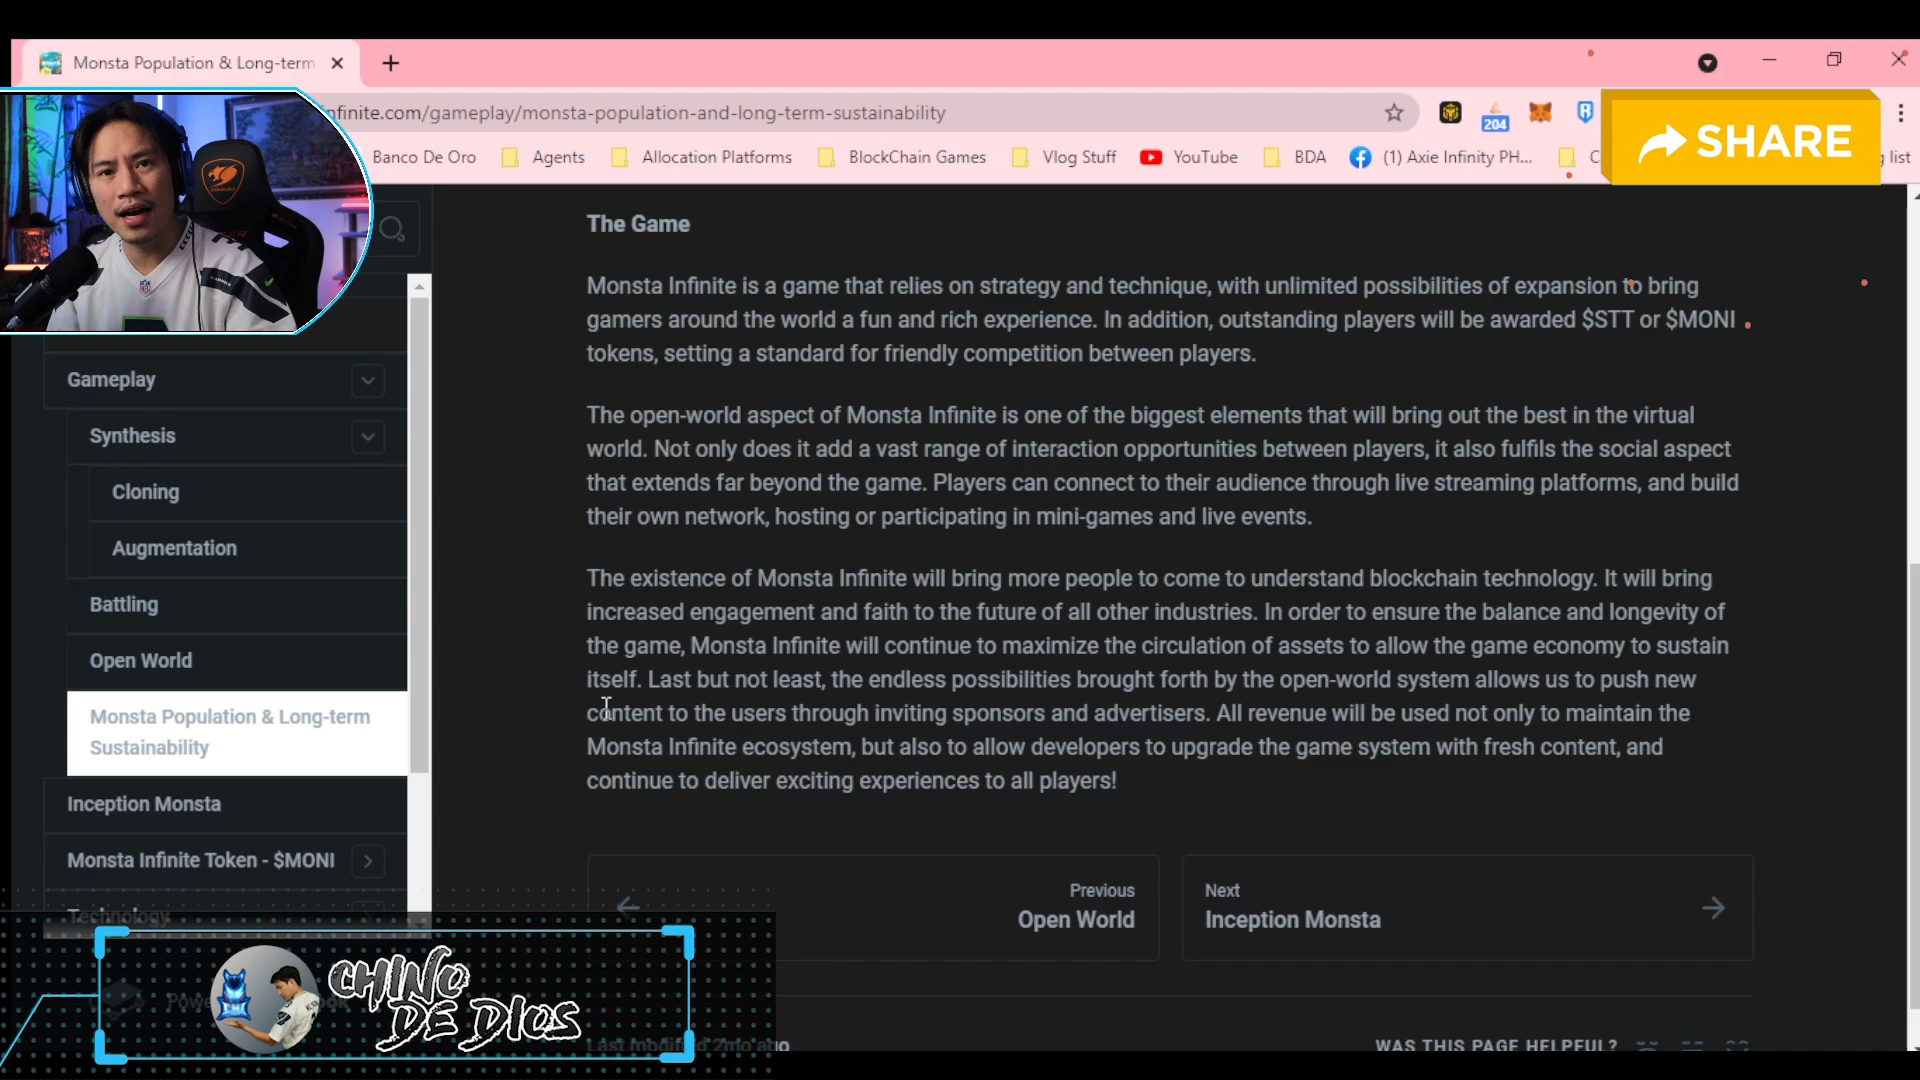 Monsta Population & Long-term
nfinite.com/gameplay/monsta-population-and-long-term-sustainability
204
SHARE
Banco De Oro
Agents
Allocation Platforms
BlockChain Games
Vlog Stuff
YouTube
BDA
(1) Axie Infinity PH...
C
g list
The Game
Monsta Infinite is a game that relies on strategy and technique, with unlimited possibilities of expansion to bring
gamers around the world a fun and rich experience. In addition, outstanding players will be awarded $STT or $MONI
tokens, setting a standard for friendly competition between players.
The open-world aspect of Monsta Infinite is one of the biggest elements that will bring out the best in the virtual
world. Not only does it add a vast range of interaction opportunities between players, it also fulfils the social aspect
that extends far beyond the game. Players can connect to their audience through live streaming platforms, and build
their own network, hosting or participating in mini-games and live events.
The existence of Monsta Infinite will bring more people to come to understand blockchain technology. It will bring
increased engagement and faith to the future of all other industries. In order to ensure the balance and longevity of
the game, Monsta Infinite will continue to maximize the circulation of assets to allow the game economy to sustain
itself. Last but not least, the endless possibilities brought forth by the open-world system allows us to push new
content to the users through inviting sponsors and advertisers. All revenue will be used not only to maintain the
Monsta Infinite ecosystem, but also to allow developers to upgrade the game system with fresh content, and
continue to deliver exciting experiences to all players!
Gameplay
Synthesis
Cloning
Augmentation
Battling
Open World
Monsta Population & Long-term
Sustainability
Inception Monsta
Monsta Infinite Token - $MONI
Technology
Previous
Open World
Next
Inception Monsta
CHINO
DE DIOS
Last modified 2mo ago
WAS THIS PAGE HELPFUL?